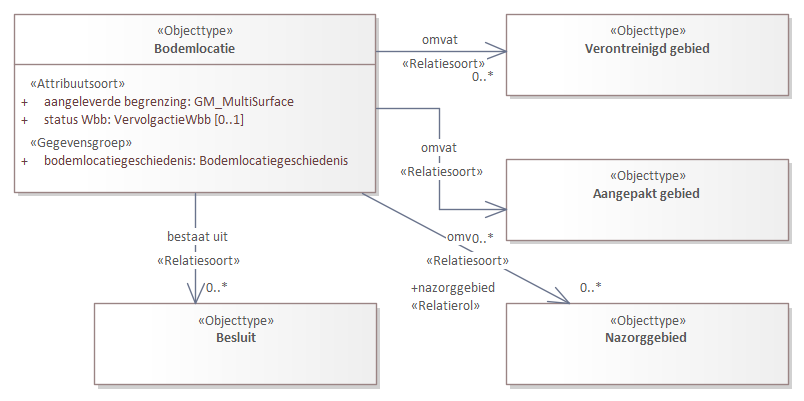 «Objecttype»
Bodemlocatie
«Attribuutsoort»
+ aangeleverde begrenzing: GM_MultiSurface
+ status Wbb: VervolgactieWbb [0..1]
«Gegevensgroep»
+ bodemlocatiegeschiedenis: Bodemlocatiegeschiedenis
omvat
«Relatiesoort»
0..*
«Objecttype»
Verontreinigd gebied
omvat
«Relatiesoort»
0..*
«Objecttype»
Aangepakt gebied
bestaat uit
«Relatiesoort»
0..*
«Objecttype»
Besluit
omv
«Relatiesoort»
+nazorggebied
«Relatierol»
0..*
«Objecttype»
Nazorggebied